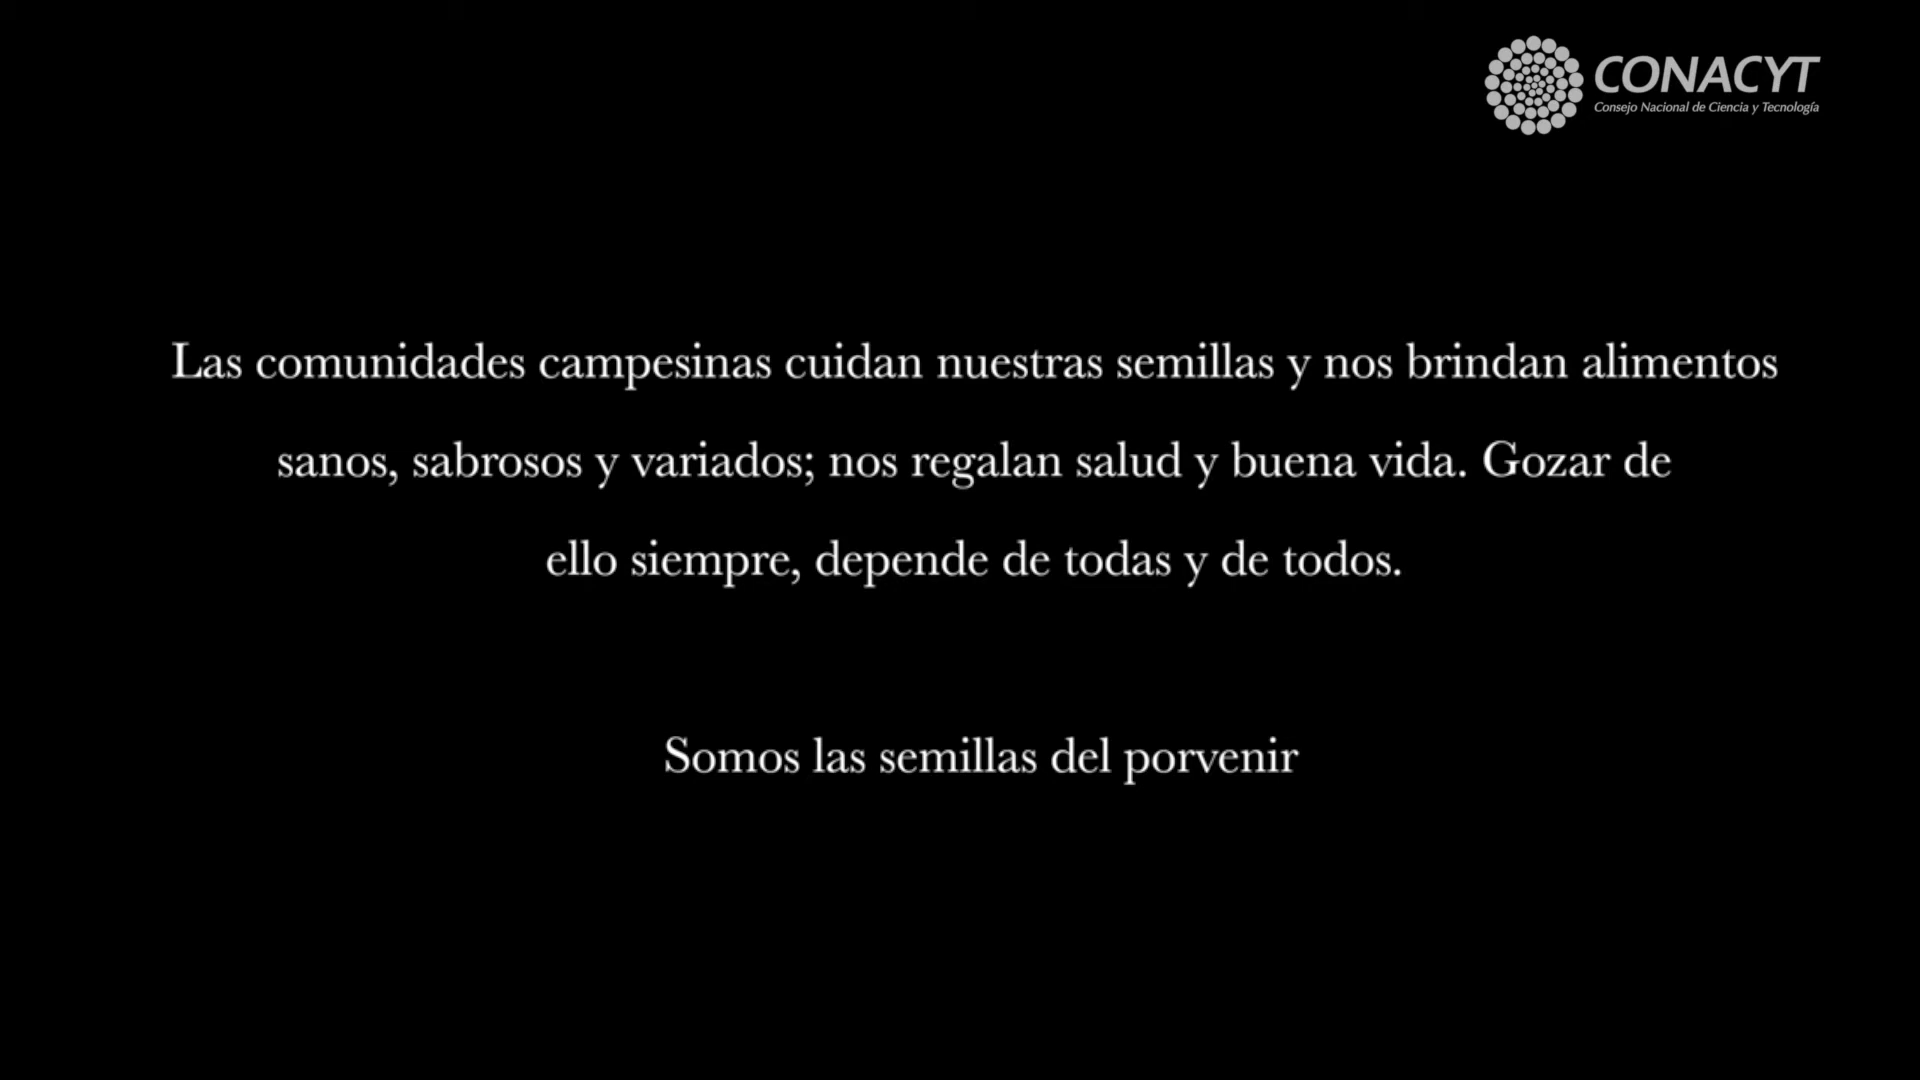 CONACYT
Consejo Nacional de Ciencia y Tecnología
Las comunidades campesinas cuidan nuestras semillas y nos brindan alimentos
sanos, sabrosos y variados; nos regalan salud y buena vida. Gozar de
ello siempre, depende de todas y de todos.
Somos las semillas del porvenir